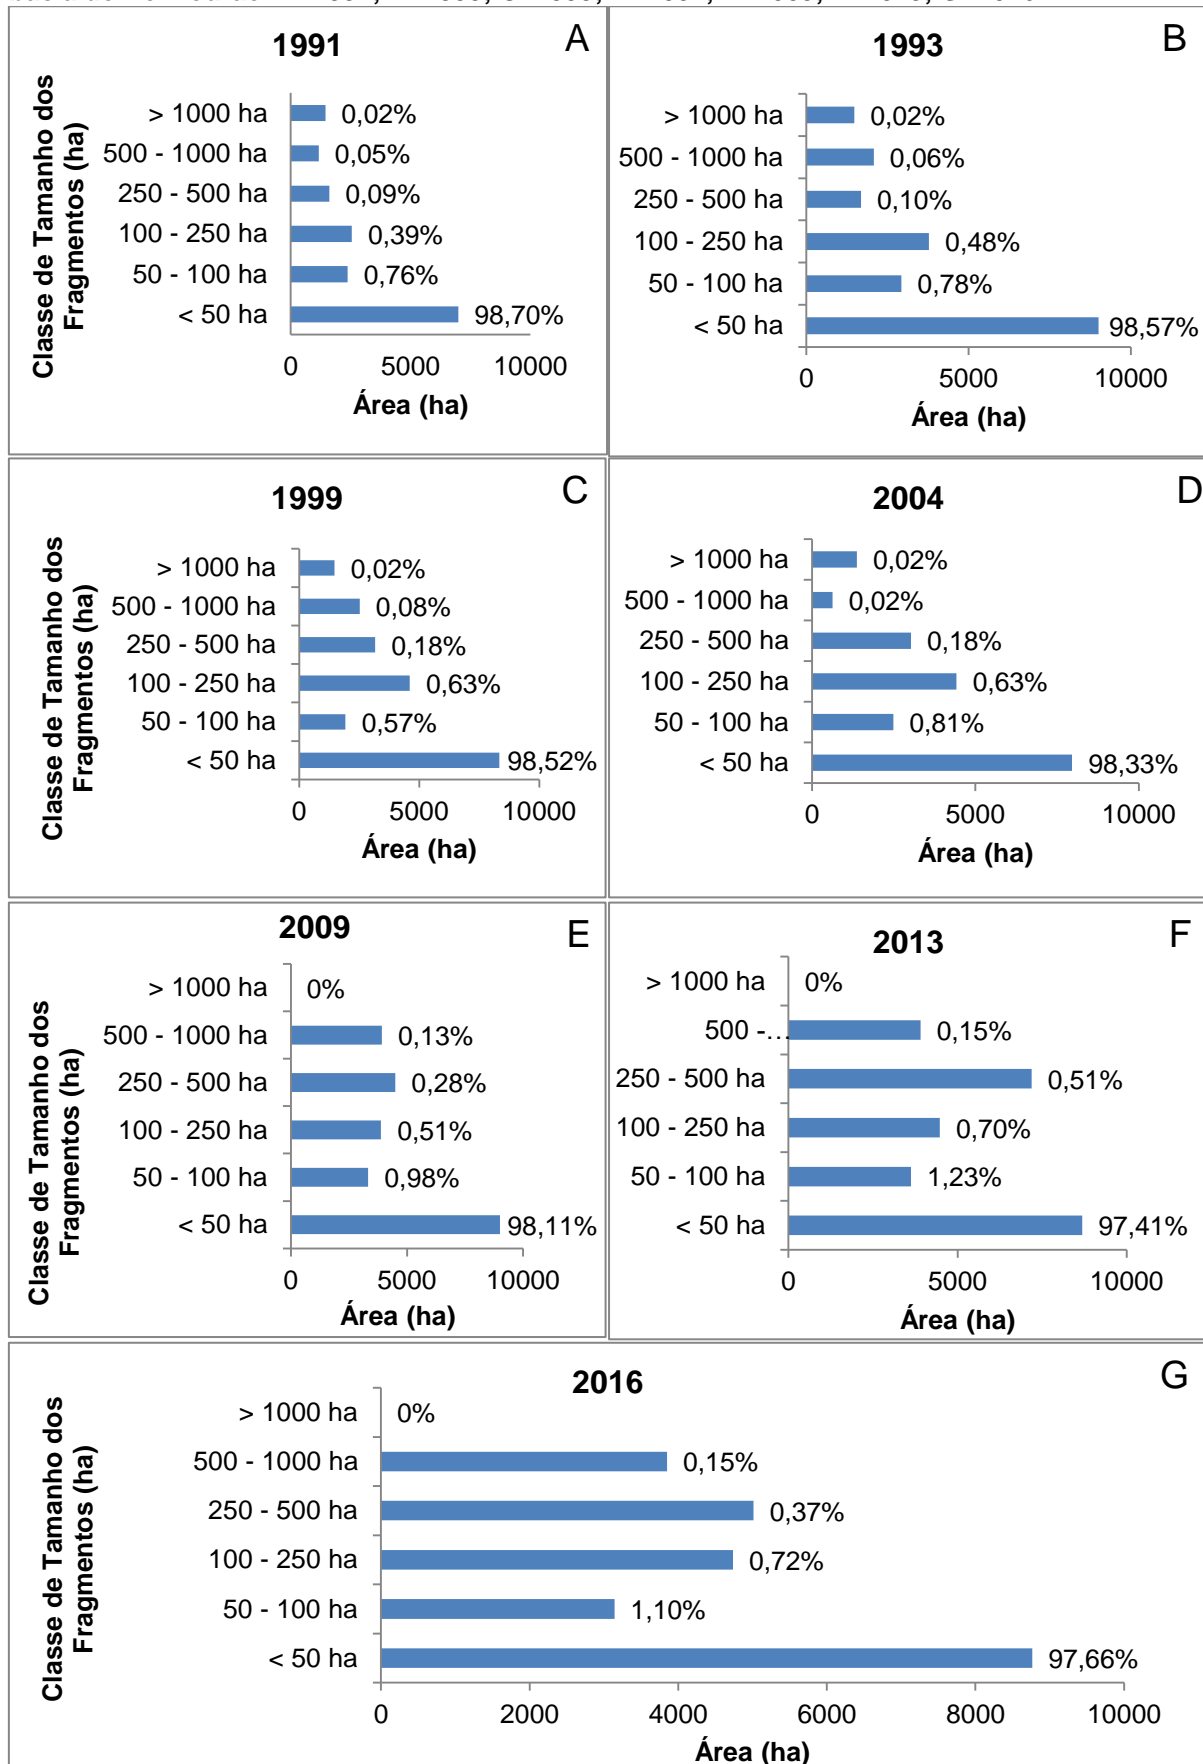 1991
A
Classe de Tamanho dos
Fragmentos (ha)
> 1000 ha 0,02%
500 - 1000 ha 0,05%
250 - 500 ha 0,09%
100 - 250 ha 0,39%
50 - 100 ha 0,76%
< 50 ha 98,70%
0 5000 10000
Área (ha)
1993
B
> 1000 ha 0,02%
500 - 1000 ha 0,06%
250 - 500 ha 0,10%
100 - 250 ha 0,48%
50 - 100 ha 0,78%
< 50 ha 98,57%
0 5000 10000
Área (ha)
1999
C
Classe de Tamanho dos
Fragmentos (ha)
> 1000 ha 0,02%
500 - 1000 ha 0,08%
250 - 500 ha 0,18%
100 - 250 ha 0,63%
50 - 100 ha 0,57%
< 50 ha 98,52%
0 5000 10000
Área (ha)
2004
D
> 1000 ha 0,02%
500 - 1000 ha 0,02%
250 - 500 ha 0,18%
100 - 250 ha 0,63%
50 - 100 ha 0,81%
< 50 ha 98,33%
0 5000 10000
Área (ha)
2009
E
Classe de Tamanho dos
Fragmentos (ha)
> 1000 ha 0%
500 - 1000 ha 0,13%
250 - 500 ha 0,28%
100 - 250 ha 0,51%
50 - 100 ha 0,98%
< 50 ha 98,11%
0 5000 10000
Área (ha)
2013
F
> 1000 ha 0%
500 -... 0,15%
250 - 500 ha 0,51%
100 - 250 ha 0,70%
50 - 100 ha 1,23%
< 50 ha 97,41%
0 5000 10000
Área (ha)
2016
G
Classe de Tamanho dos
Fragmentos (ha)
> 1000 ha 0%
500 - 1000 ha 0,15%
250 - 500 ha 0,37%
100 - 250 ha 0,72%
50 - 100 ha 1,10%
< 50 ha 97,66%
0 2000 4000 6000 8000 10000
Área (ha)